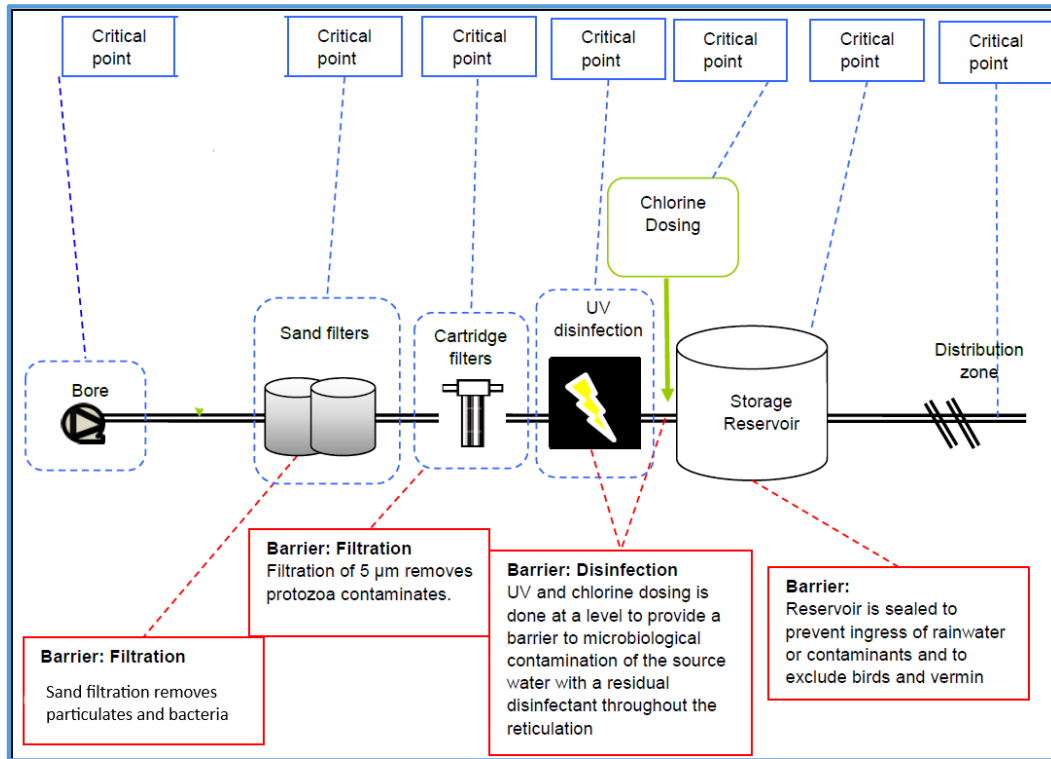 Critical
point
Critical
point
Critical
point
Critical
point
Critical
point
Critical
point
Critical
point
Chlorine
Dosing
UV
disinfection
Sand filters
Cartridge
filters
Distribution
zone
Bore
Storage
Reservoir
Barrier: Filtration
Filtration of 5 µm removes
protozoa contaminates.
Barrier: Disinfection
UV and chlorine dosing is
done at a level to provide a
barrier to microbiological
contamination of the source
water with a residual
disinfectant throughout the
reticulation
Barrier:
Reservoir is sealed to
prevent ingress of rainwater
or contaminants and to
exclude birds and vermin
Barrier: Filtration
Sand filtration removes
particulates and bacteria